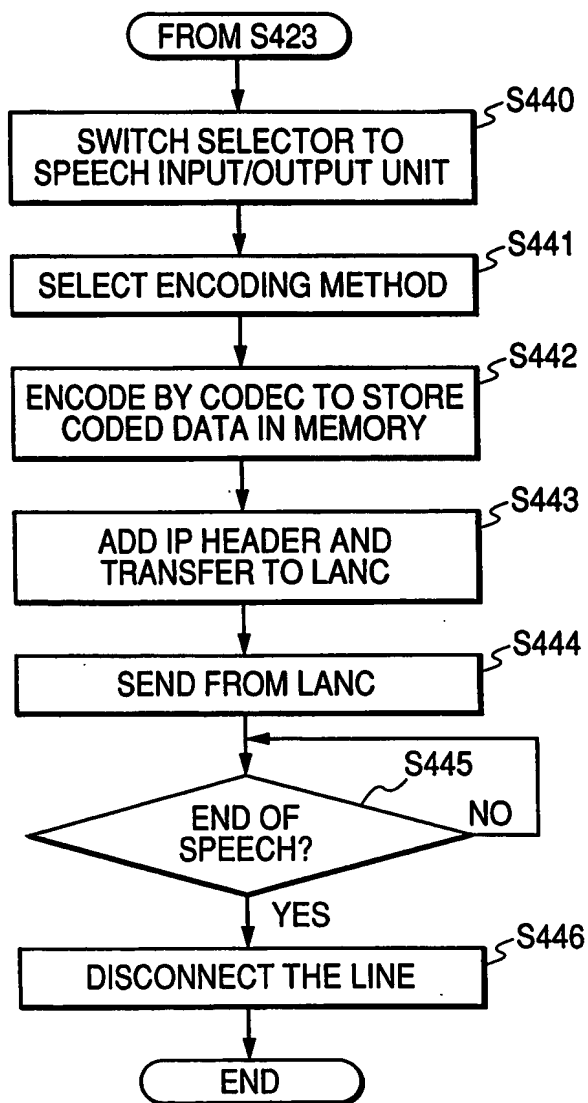 FROM S423
S440
SWITCH SELECTOR TO
SPEECH INPUT/OUTPUT UNIT
S441
SELECT ENCODING METHOD
S442
ENCODE BY CODEC TO STORE
CODED DATA IN MEMORY
S443
ADD IP HEADER AND
TRANSFER TO LANC
S444
SEND FROM LANC
S445
END OF
SPEECH?
NO
YES
S446
DISCONNECT THE LINE
END